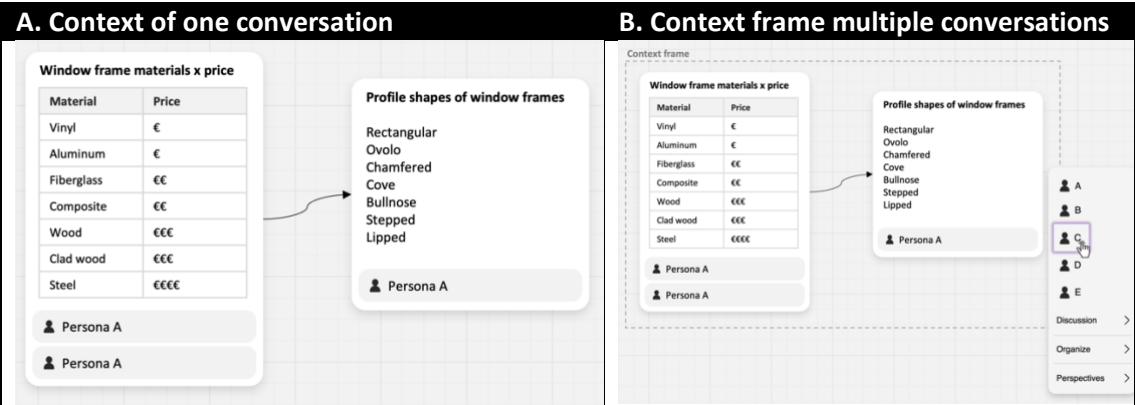 A. Context of one conversation
Window frame materials x price
Material Price
Vinyl €
Aluminum €
Fiberglass €€
Composite €€
Wood €€€
Clad wood €€€
Steel €€€€
Persona A
Persona A
Profile shapes of window frames
Rectangular
Ovolo
Chamfered
Cove
Bullnose
Stepped
Lipped
Persona A
B. Context frame multiple conversations
Context frame
Window frame materials x price
Material Price
Vinyl €
Aluminum €
Fiberglass €€
Composite €€
Wood €€€
Clad wood €€€
Steel €€€€
Persona A
Persona A
Profile shapes of window frames
Rectangular
Ovolo
Chamfered
Cove
Bullnose
Stepped
Lipped
Persona A
A
B
C
D
E
Discussion
Organize
Perspectives